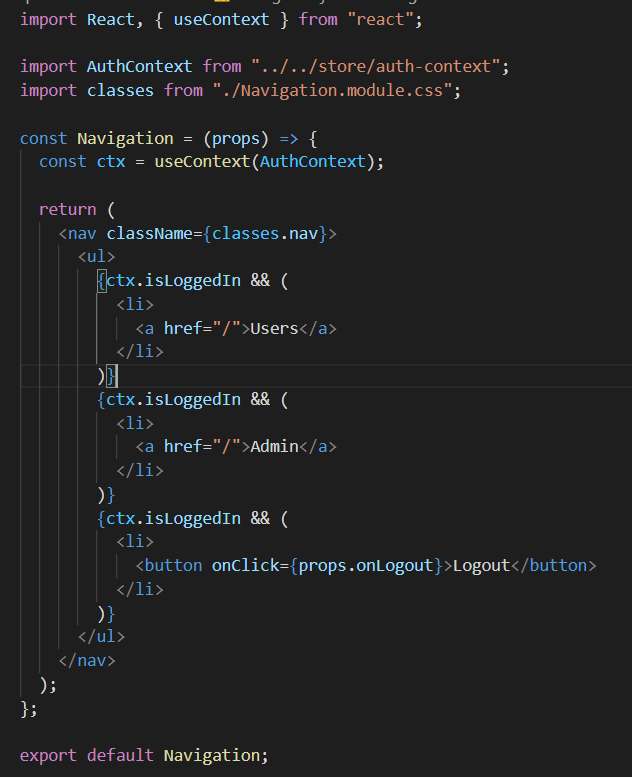 import React, { useContext } from "react";
import AuthContext from "../../store/auth-context";
import classes from "./Navigation.module.css";
const Navigation = (props) => {
const ctx = useContext(AuthContext);
return (
<nav className={classes.nav}>
<ul>
{ctx.isLoggedIn && (
<li>
<a href="/">Users</a>
</li>
)}
{ctx.isLoggedIn && (
<li>
<a href="/">Admin</a>
</li>
)}
{ctx.isLoggedIn && (
<li>
<button onClick={props.onLogout}>Logout</button>
</li>
)}
</ul>
</nav>
);
};
export default Navigation;